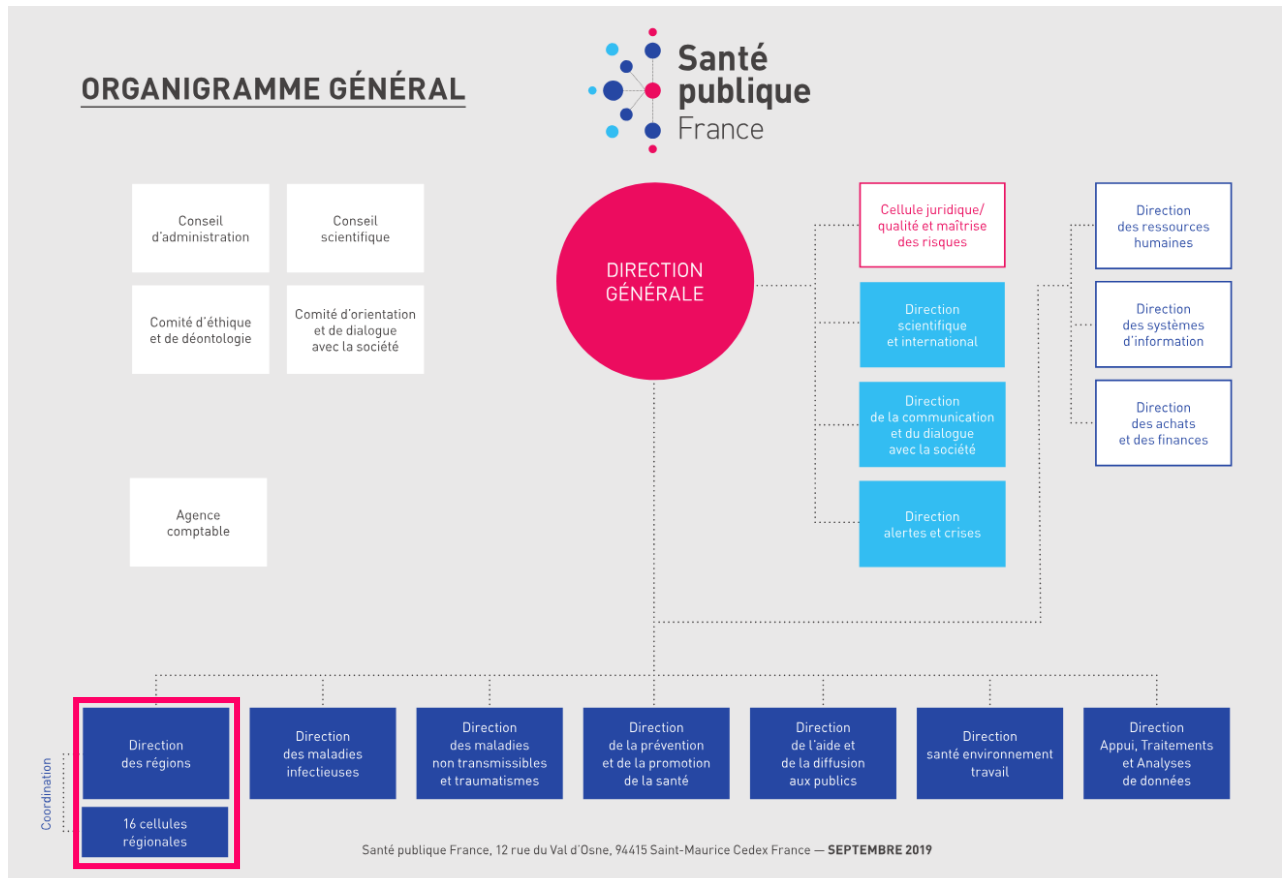 ORGANIGRAMME GÉNÉRAL
Santé
publique
France
Conseil
d'administration
Conseil
scientifique
Comité d'éthique
et de déontologie
Comité d'orientation
et de dialogue
avec la société
Agence
comptable
DIRECTION
GÉNÉRALE
Cellule juridique/
qualité et maîtrise
des risques
Direction
scientifique
et international
Direction
de la communication
et du dialogue
avec la société
Direction
alertes et crises
Direction
des ressources
humaines
Direction
des systèmes
d'information
Direction
des achats
et des finances
Coordination
Direction
des régions
16 cellules
régionales
Direction
des maladies
infectieuses
Direction
des maladies
non transmissibles
et traumatismes
Direction
de la prévention
et de la promotion
de la santé
Direction
de l'aide et
de la diffusion
aux publics
Direction
santé environnement
travail
Direction
Appui, Traitements
et Analyses
de données
Santé publique France, 12 rue du Val d'Osne, 94415 Saint-Maurice Cedex France — SEPTEMBRE 2019